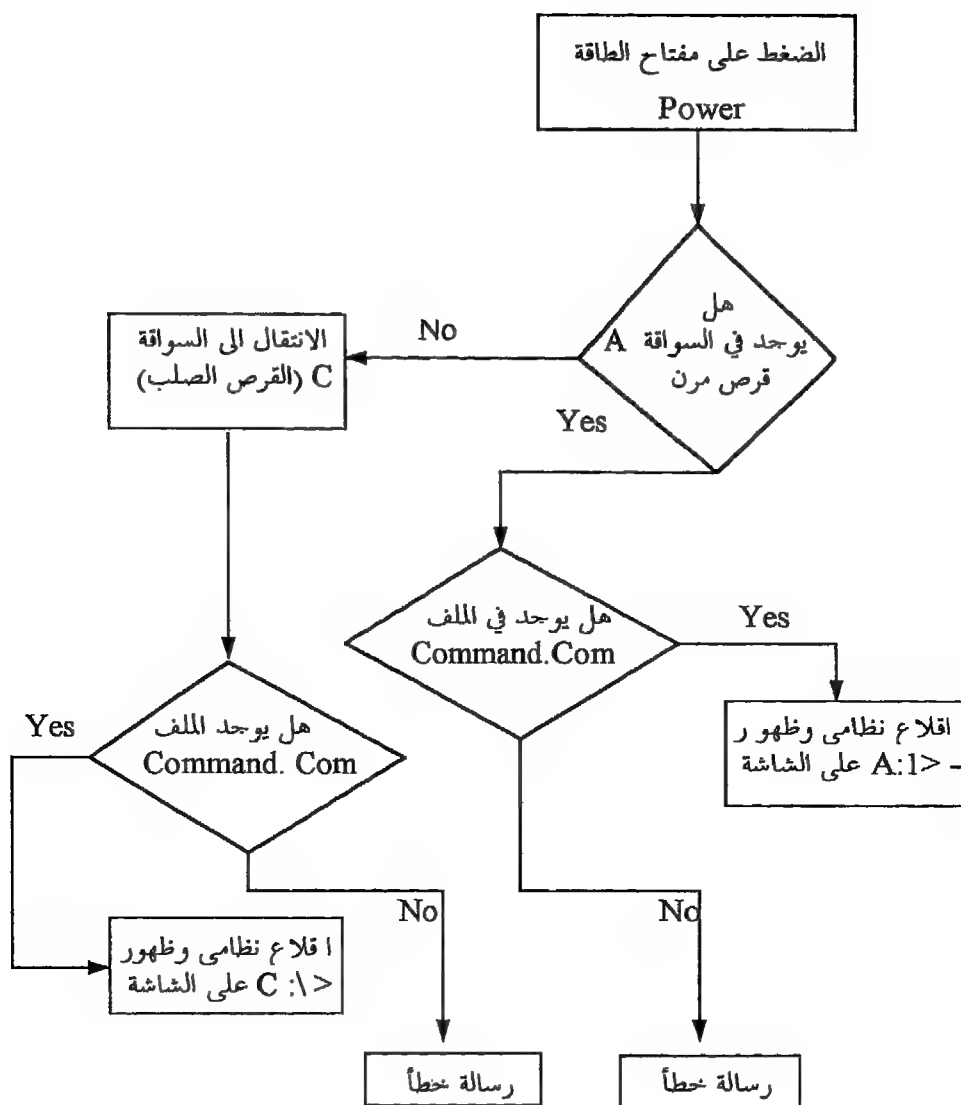 الضغط على مفتاح الطاقة
Power
هل
يوجد في السواقة A
قرص مرن
No
الانتقال الى السواقة
C (القرص الصلب)
Yes
هل يوجد في الملف
Command.Com
Yes
اقلاع نظامى وظهو ر
A:1> - على الشاشة
هل يوجد الملف
Command. Com
Yes
No
No
ا قلاع نظامى وظهور
C :\> على الشاشة
رسالة خطأ
رسالة خطأ